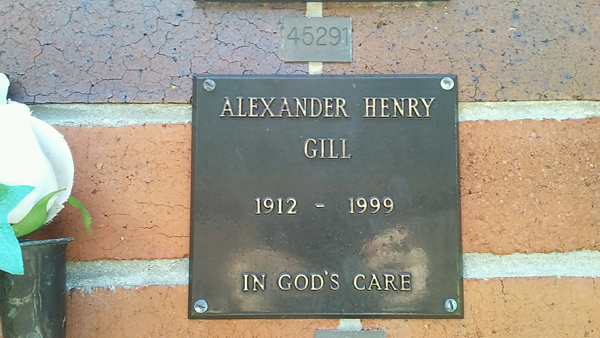 45291
ALEXANDER HENRY
GILL
1912 - 1999
IN GOD'S CARE